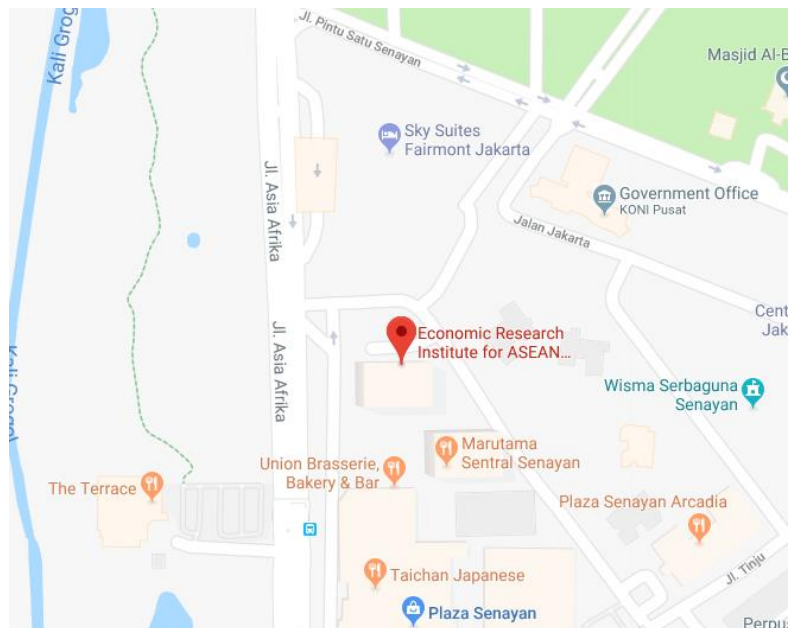 Jl. Pintu Satu Senayan
Kali Grog
Masjid Al-B
Sky Suites
Fairmont Jakarta
Jl. Asia Afrika
Government Office
KONI Pusat
Jalan Jakarta
Cent
Jak
Economic Research
Institute for ASEAN...
Jl. Asia Afrika
Kali Grogol
Wisma Serbaguna
Senayan
Marutama
Sentral Senayan
Union Brasserie,
Bakery & Bar
The Terrace
Plaza Senayan Arcadia
Taichan Japanese
Jl. Tinju
Plaza Senayan
Perpus